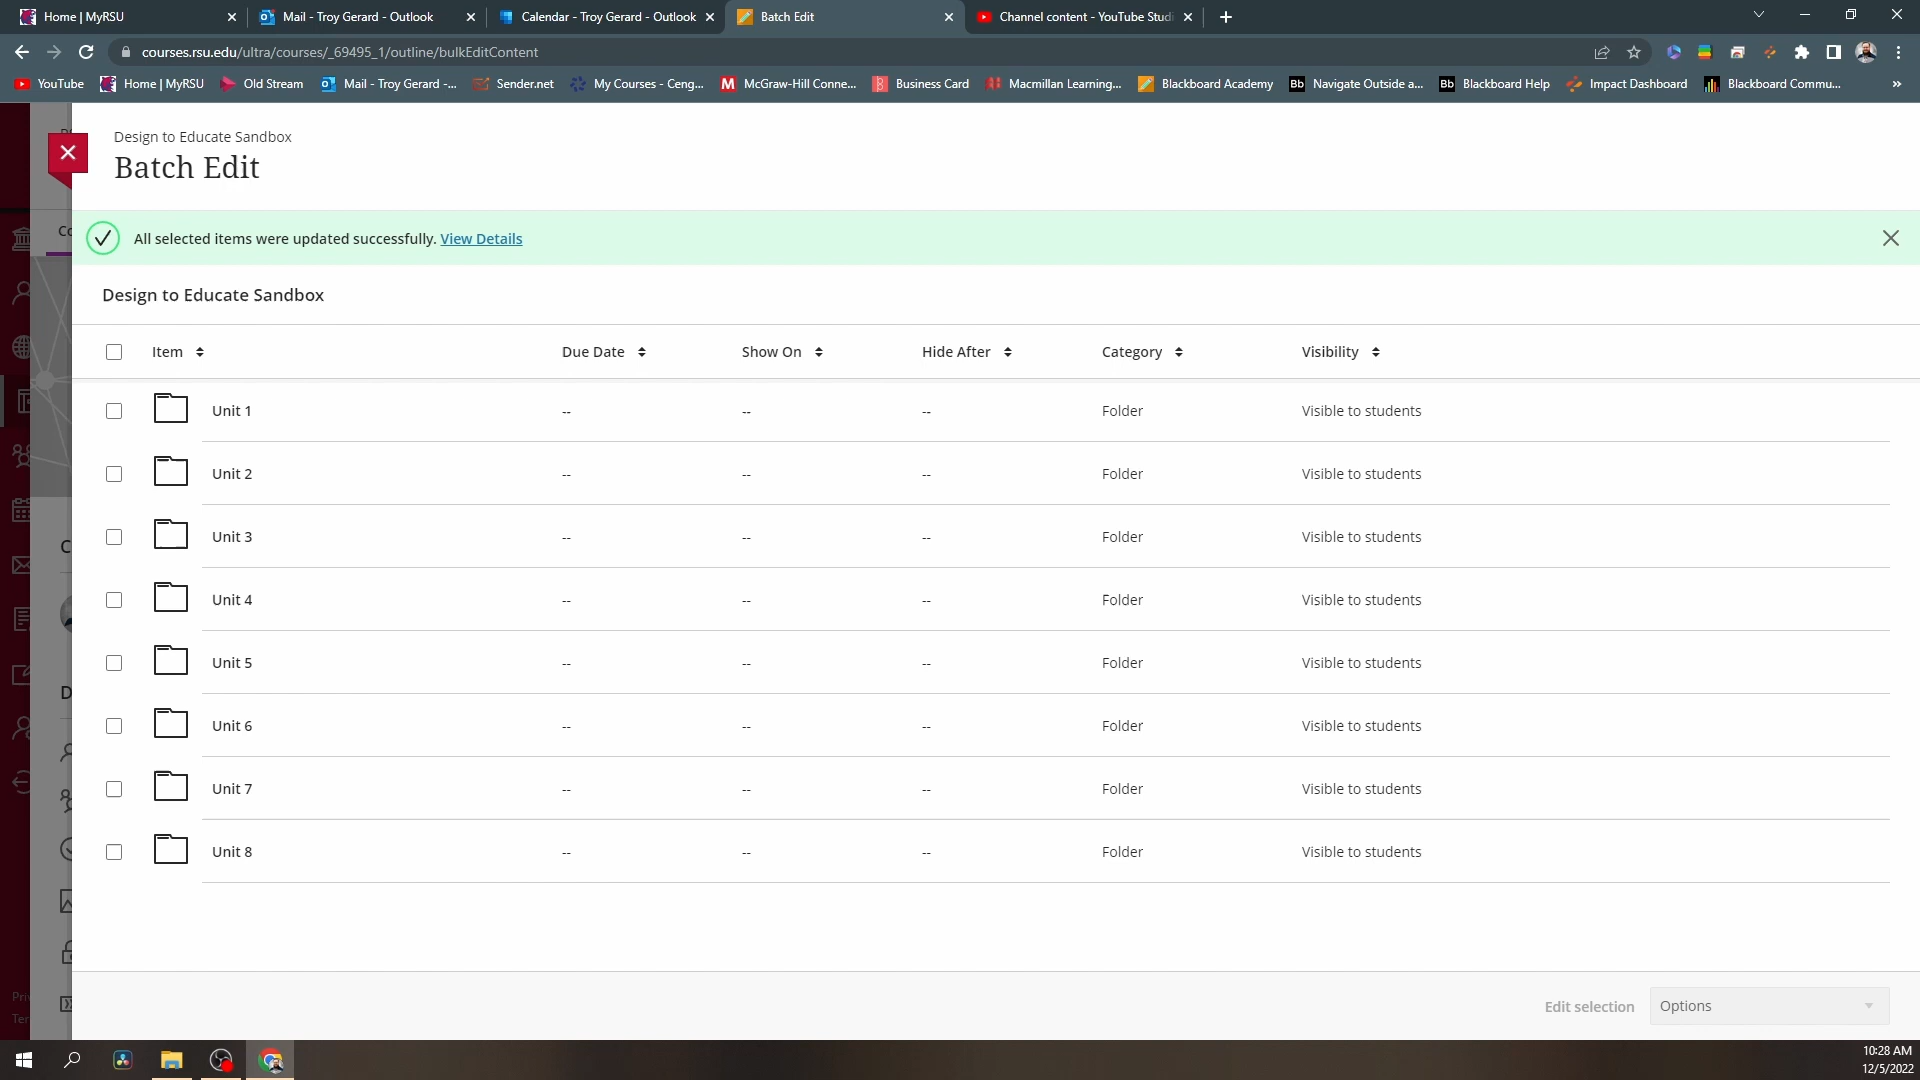 Home | MyRSU
Mail - Troy Gerard - Outlook
Calendar - Troy Gerard - Outlook
Batch Edit
Channel content - YouTube Studi
courses.rsu.edu/ultra/courses/_69495_1/outline/bulkEditContent
YouTube
Home | MyRSU
Old Stream
Mail - Troy Gerard -...
Sender.net
My Courses - Ceng...
McGraw-Hill Conne...
Business Card
Macmillan Learning...
Blackboard Academy
Bb Navigate Outside a...
Bb Blackboard Help
Impact Dashboard
Blackboard Commu...
Design to Educate Sandbox
Batch Edit
All selected items were updated successfully. View Details
Design to Educate Sandbox
Item Due Date Show On Hide After Category Visibility
Unit 1 -- -- -- Folder Visible to students
Unit 2 -- -- -- Folder Visible to students
Unit 3 -- -- -- Folder Visible to students
Unit 4 -- -- -- Folder Visible to students
Unit 5 -- -- -- Folder Visible to students
Unit 6 -- -- -- Folder Visible to students
Unit 7 -- -- -- Folder Visible to students
Unit 8 -- -- -- Folder Visible to students
Edit selection Options
10:28 AM
12/5/2022